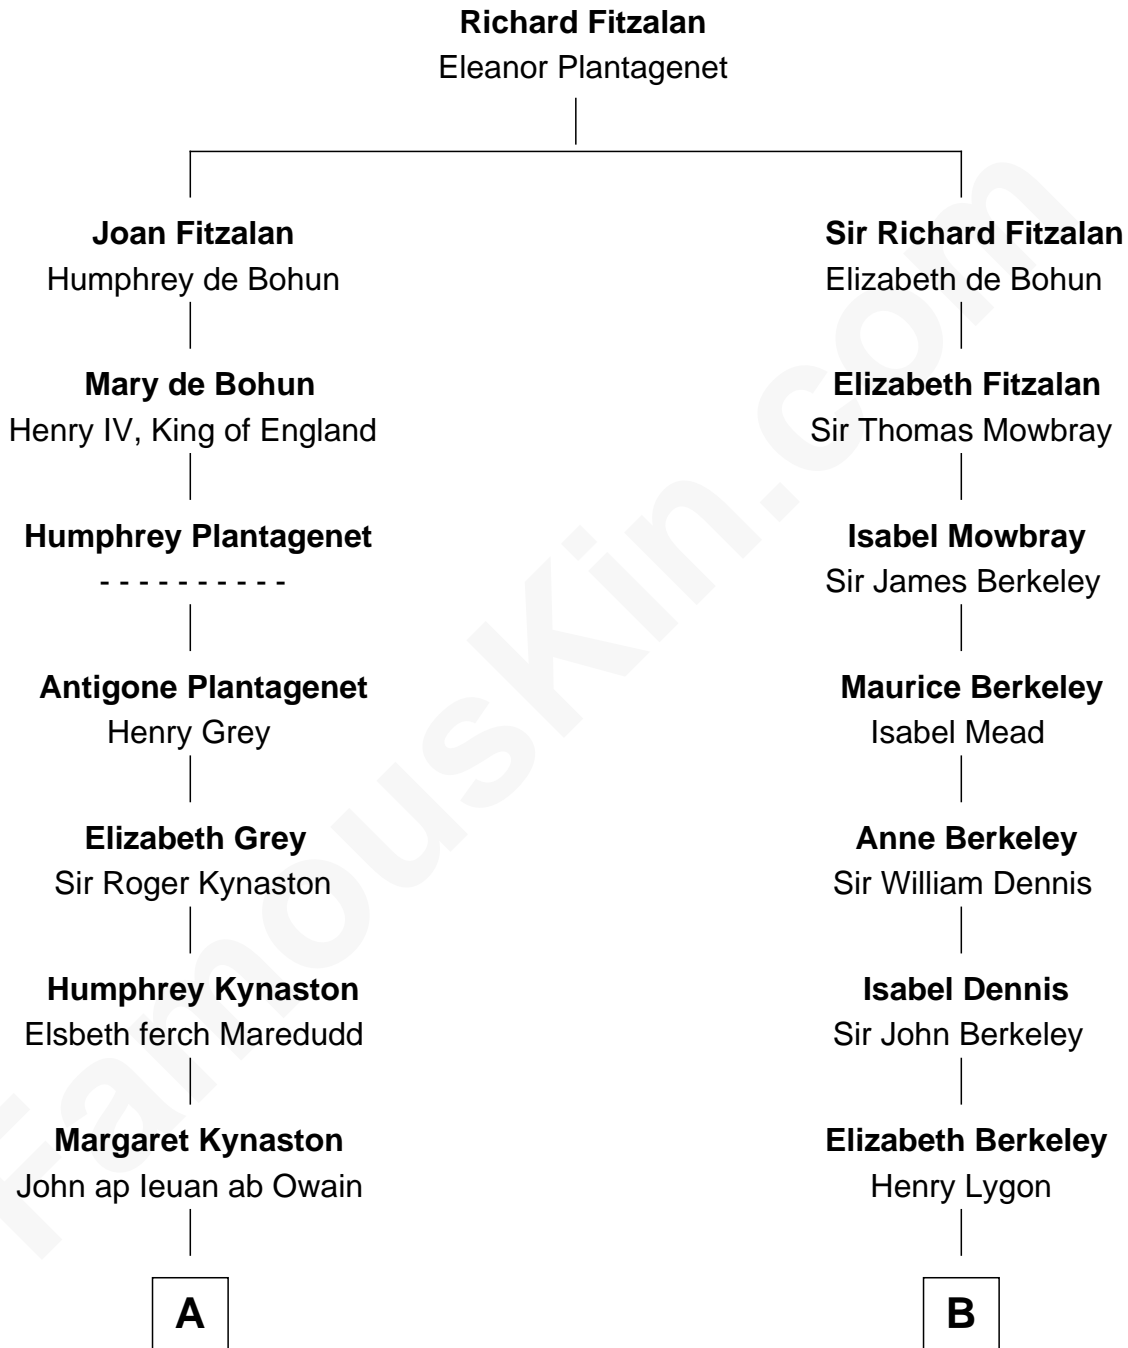 Richard Fitzalan
Eleanor Plantagenet
Joan Fitzalan
Humphrey de Bohun
Sir Richard Fitzalan
Elizabeth de Bohun
Mary de Bohun
Henry IV, King of England
Elizabeth Fitzalan
Sir Thomas Mowbray
Humphrey Plantagenet
- - - - - - - - - -
Isabel Mowbray
Sir James Berkeley
Antigone Plantagenet
Henry Grey
Maurice Berkeley
Isabel Mead
Elizabeth Grey
Sir Roger Kynaston
Anne Berkeley
Sir William Dennis
Humphrey Kynaston
Elsbeth ferch Maredudd
Isabel Dennis
Sir John Berkeley
Margaret Kynaston
John ap Ieuan ab Owain
Elizabeth Berkeley
Henry Lygon
A
B
FamousKin.com